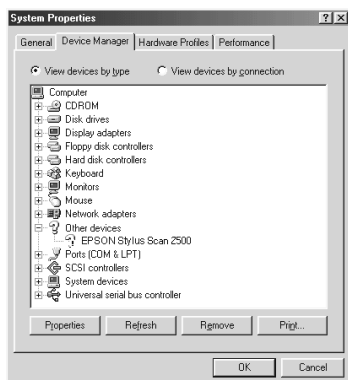 System Properties
General Device Manager Hardware Profiles Performance
View devices by type View devices by connection
Computer
CDROM
Disk drives
Display adapters
Floppy disk controllers
Hard disk controllers
Keyboard
Monitors
Mouse
Network adapters
Other devices
EPSON Stylus Scan 2500
Ports (COM & LPT)
SCSI controllers
System devices
Universal serial bus controller
Properties Refresh Remove Print...
OK Cancel